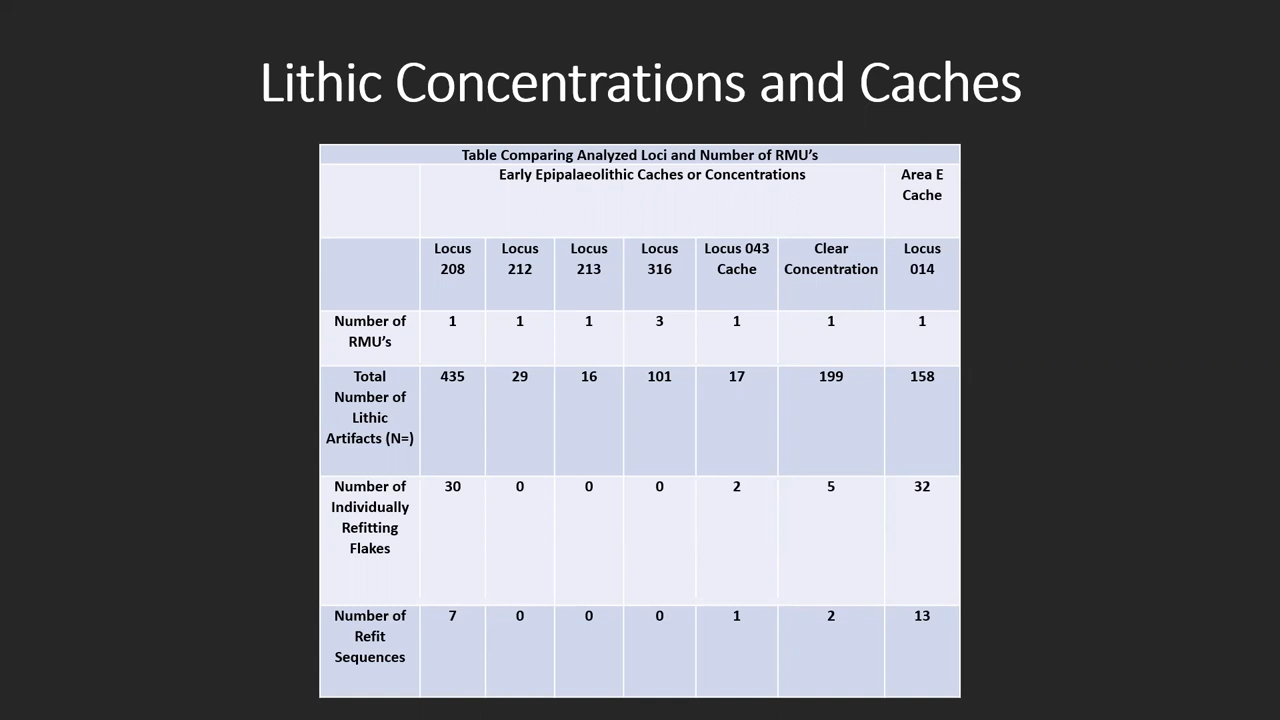 Lithic Concentrations and Caches
Table Comparing Analyzed Loci and Number of RMU's
Early Epipalaeolithic Caches or Concentrations
Area E
Cache
Locus
208
Locus
212
Locus
213
Locus
316
Locus 043
Cache
Clear
Concentration
Locus
014
Number of
RMU's
1 1 1 3 1 1 1
Total
Number of
Lithic
Artifacts (N=)
435 29 16 101 17 199 158
Number of
Individually
Refitting
Flakes
30 0 0 0 2 5 32
Number of
Refit
Sequences
7 0 0 0 1 2 13